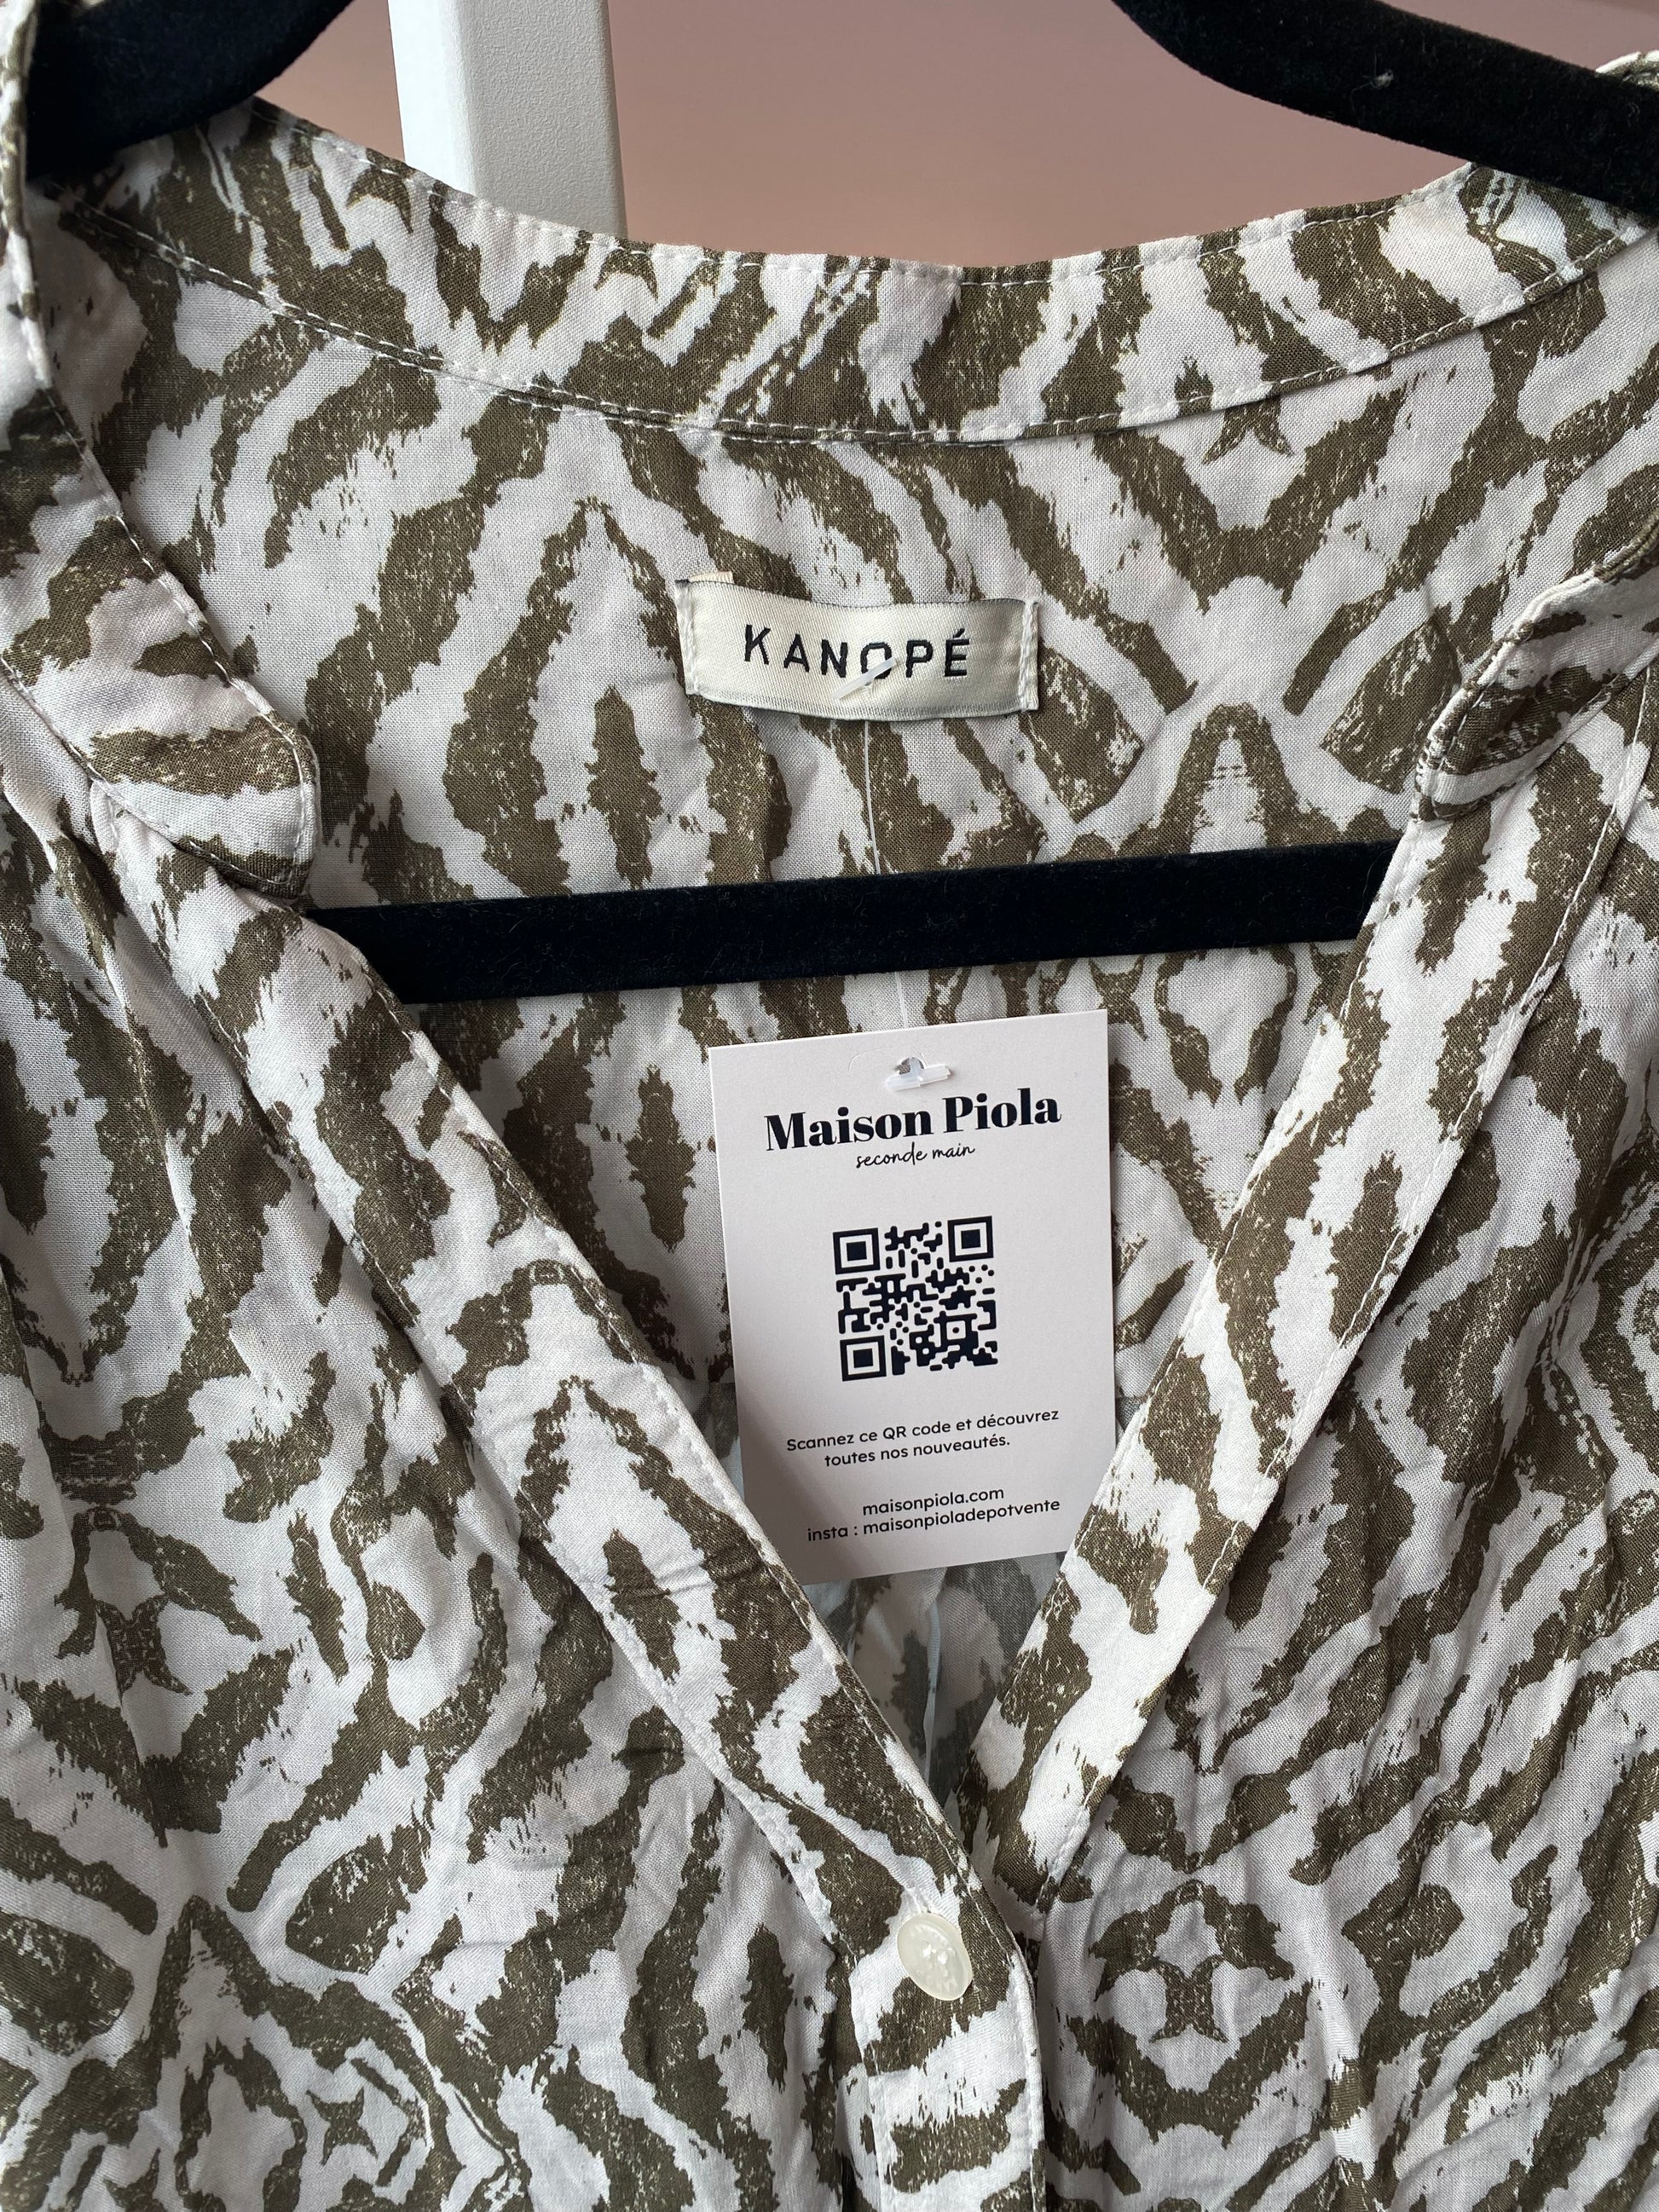 KANOPÉ
Maison Piola
seconde main
Scannez ce QR code et découvrez
toutes nos nouveautés.
maisonpiola.com
insta : maisonpioladepotvente